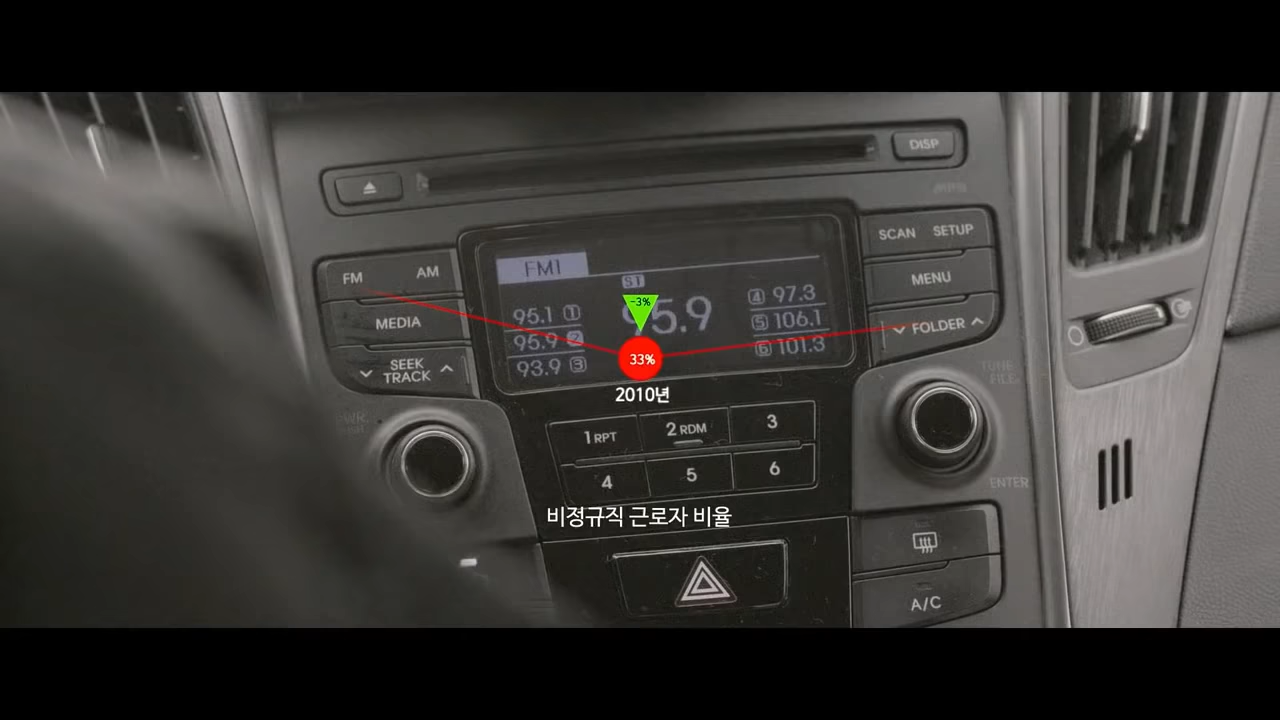 DISP
SCAN SETUP
FM AM
FM1
ST
MENU
-3%
95.1 1
95.9
4 97.3
MEDIA
95.9 2
5 106.1
FOLDER
SEEK
TRACK
93.9 3
33%
6 101.3
2010년
TUNE
FILE
1 RPT
2 RDM
3
4
5
6
ENTER
비정규직 근로자 비율
A/C